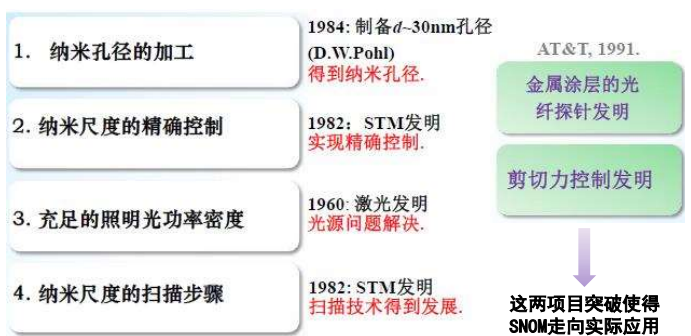 1. 纳米孔径的加工
1984: 制备d~30nm孔径
(D.W.Pohl)
得到纳米孔径.
2. 纳米尺度的精确控制
1982：STM发明
实现精确控制.
3. 充足的照明光功率密度
1960: 激光发明
光源问题解决.
4. 纳米尺度的扫描步骤
1982: STM发明
扫描技术得到发展.
AT&T, 1991.
金属涂层的光
纤探针发明
剪切力控制发明
这两项目突破使得
SNOM走向实际应用